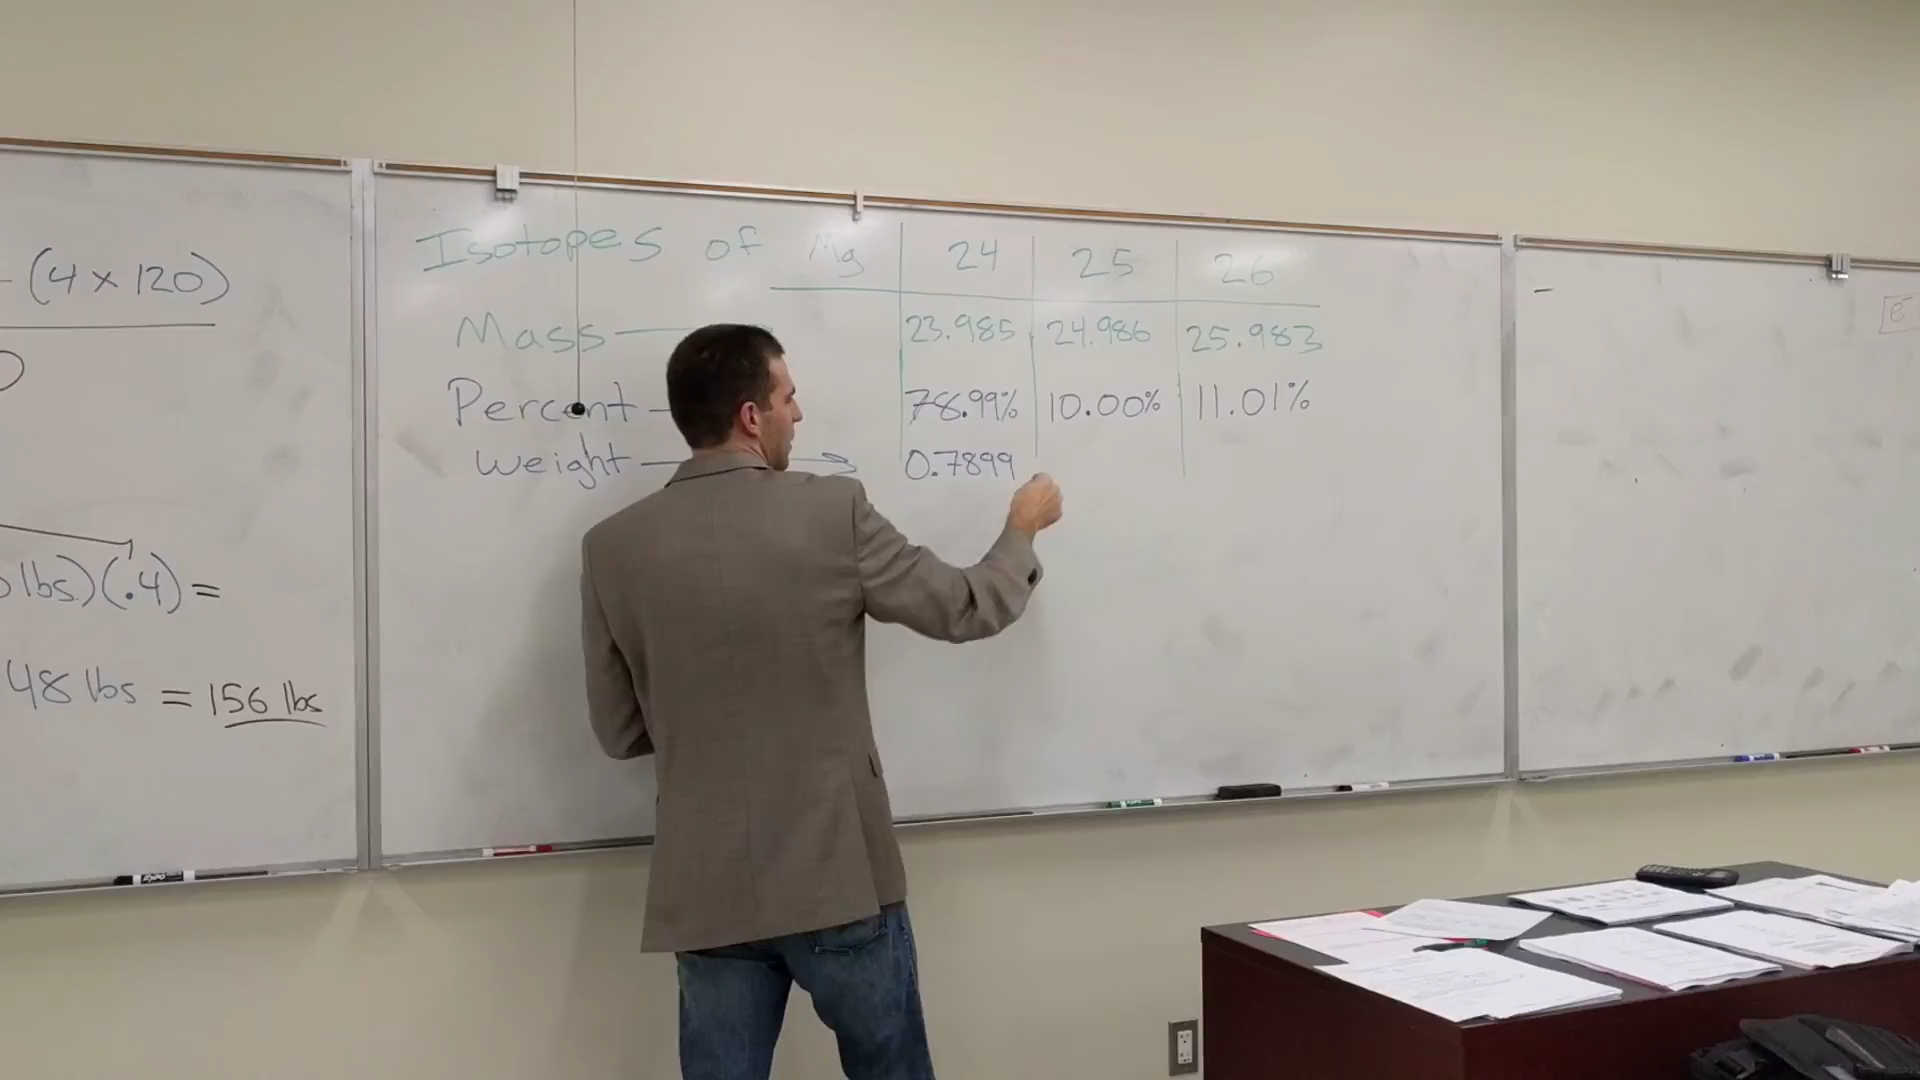 - (4 x 120)
lbs.)(.4) =
48 lbs = 156 lbs
Isotopes of Mg 24 25 26
Mass 23.985 24.986 25.983
Percent 78.99% 10.00% 11.01%
Weight 0.7899
e-